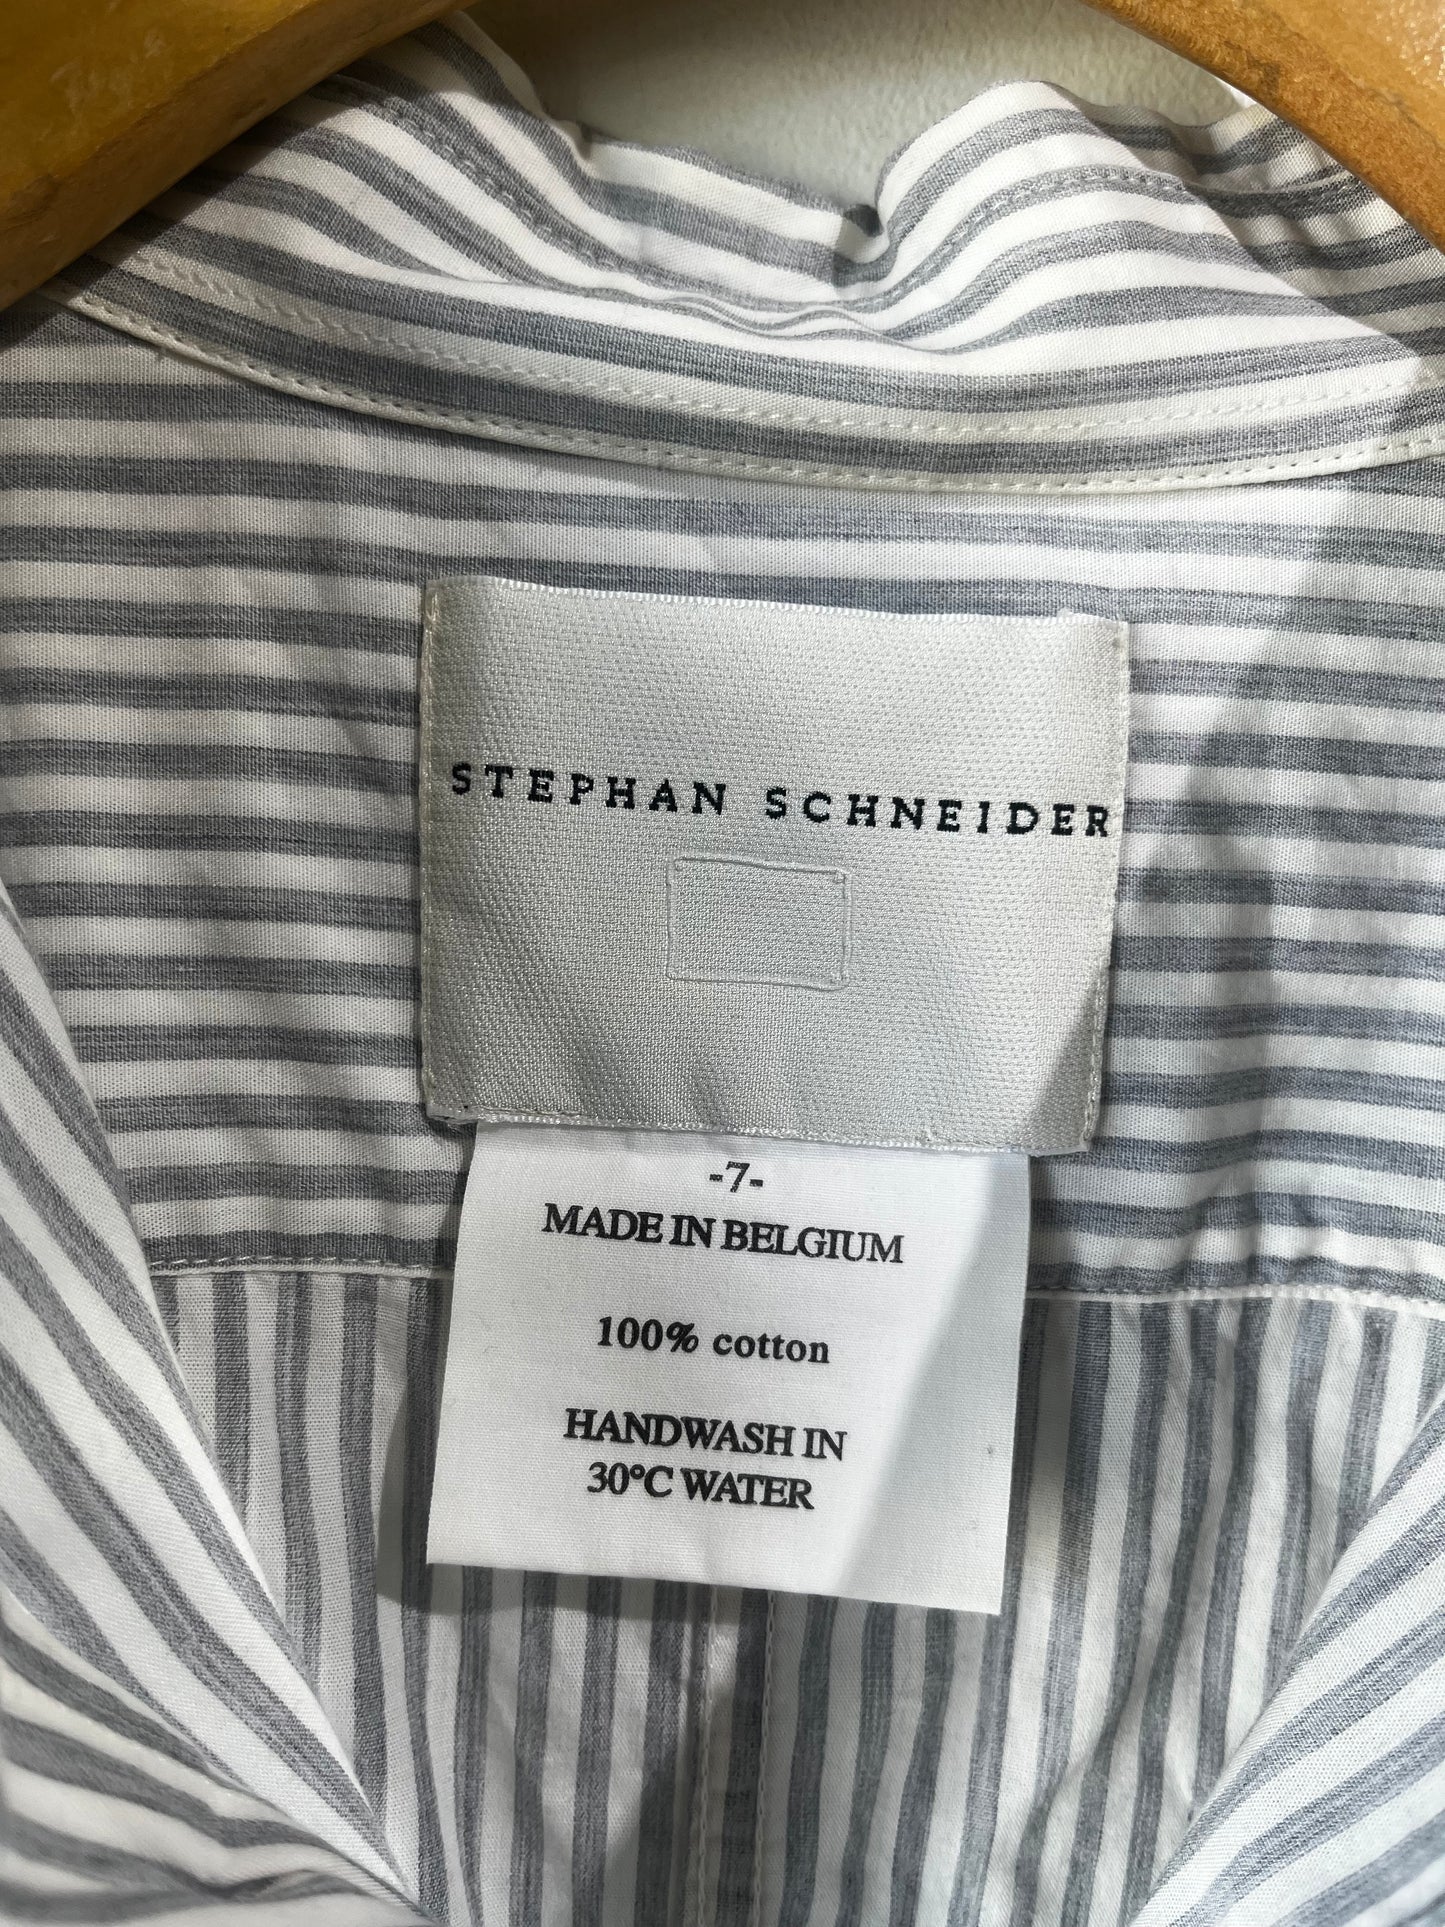 STEPHAN SCHNEIDER
-7-
MADE IN BELGIUM
100% cotton
HANDWASH IN
30°C WATER